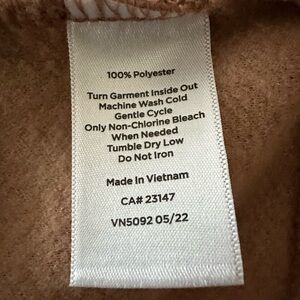 100% Polyester
Turn Garment Inside Out
Machine Wash Cold
Gentle Cycle
Only Non-Chlorine Bleach
When Needed
Tumble Dry Low
Do Not Iron
Made In Vietnam
CA# 23147
VN5092 05/22